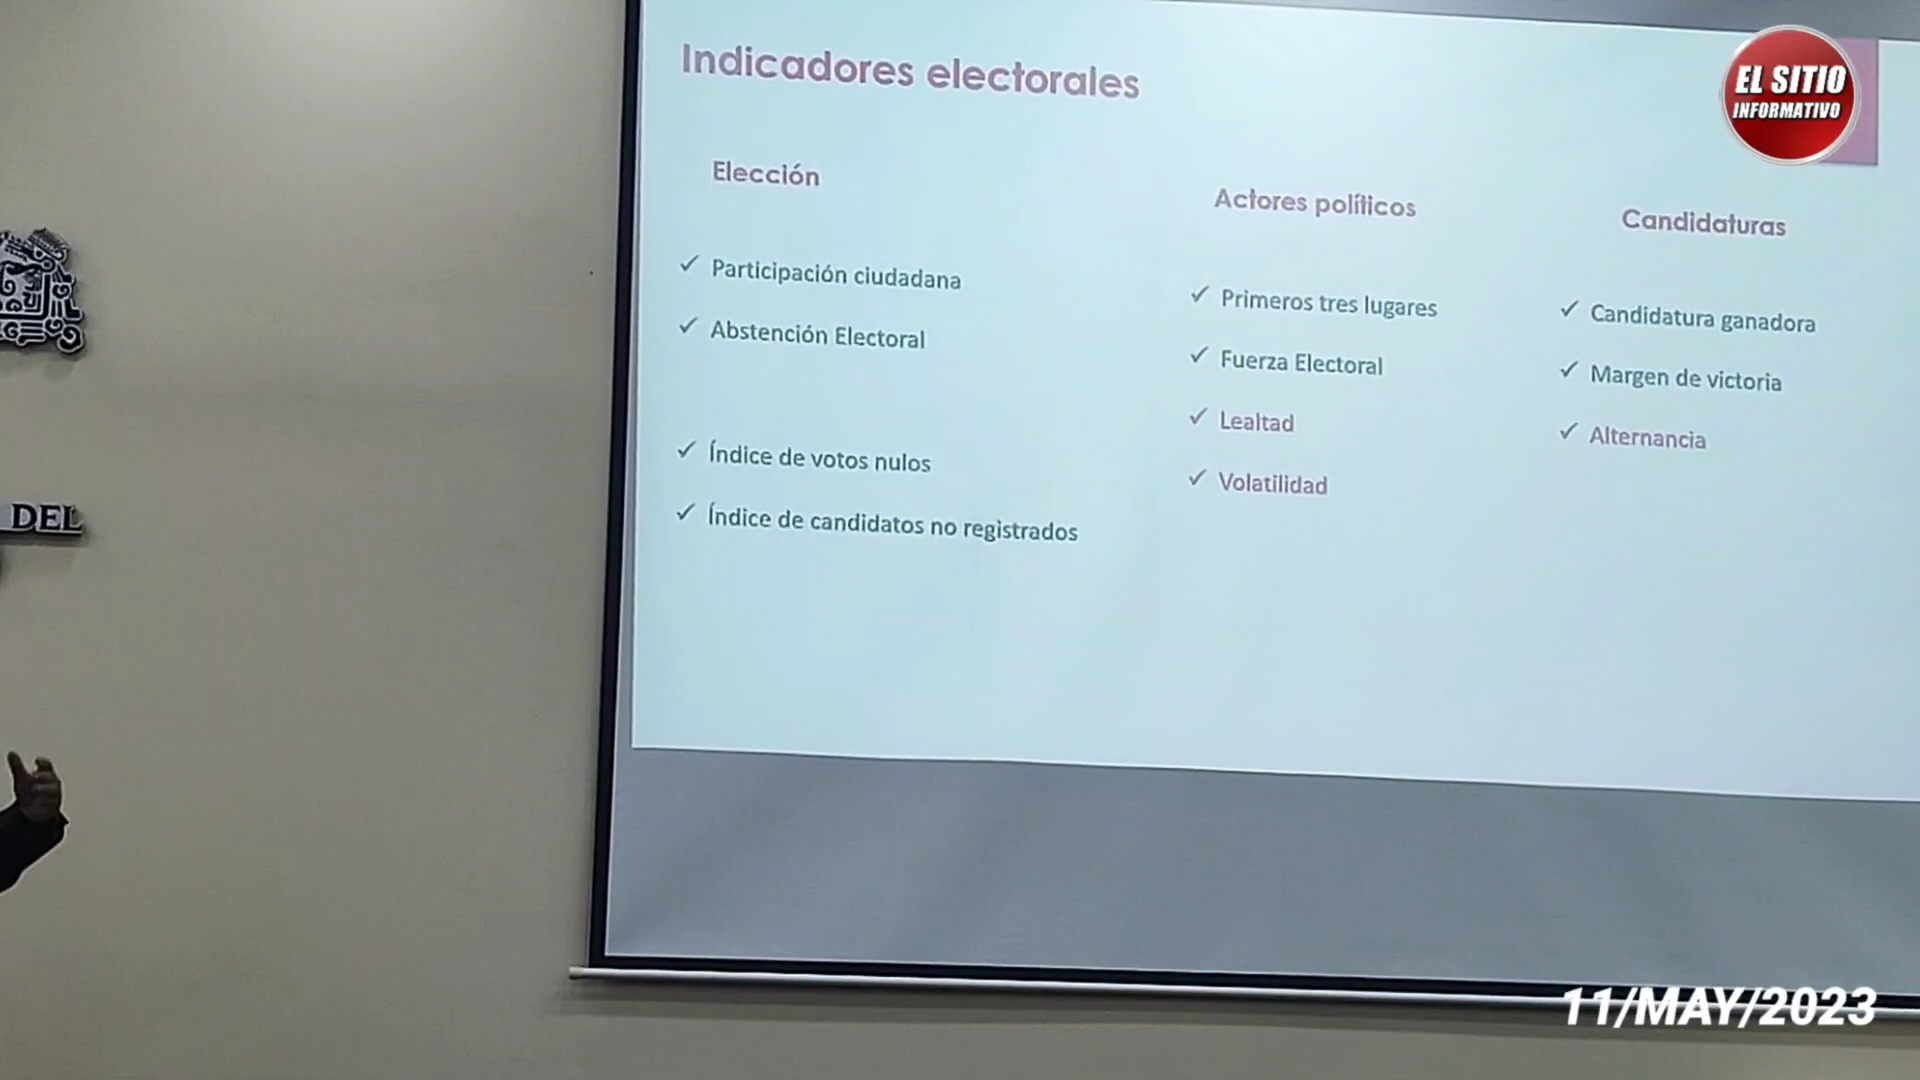 Indicadores electorales
EL SITIO
INFORMATIVO
Elección
✓ Participación ciudadana
✓ Abstención Electoral
✓ Índice de votos nulos
✓ Índice de candidatos no registrados
Actores políticos
✓ Primeros tres lugares
✓ Fuerza Electoral
✓ Lealtad
✓ Volatilidad
Candidaturas
✓ Candidatura ganadora
✓ Margen de victoria
✓ Alternancia
DEL
11/MAY/2023